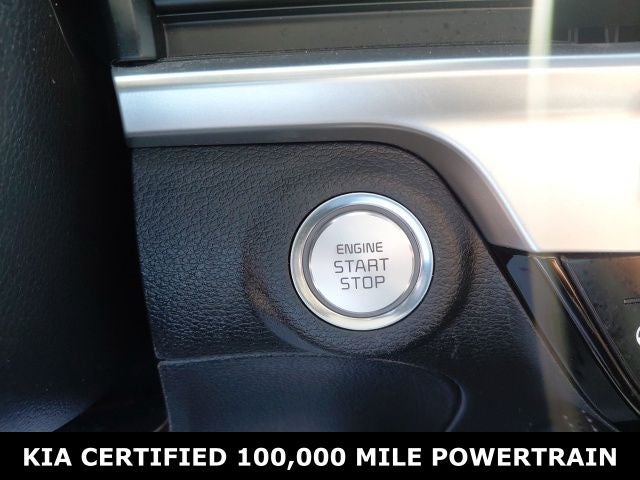 ENGINE
START
STOP
KIA CERTIFIED 100,000 MILE POWERTRAIN